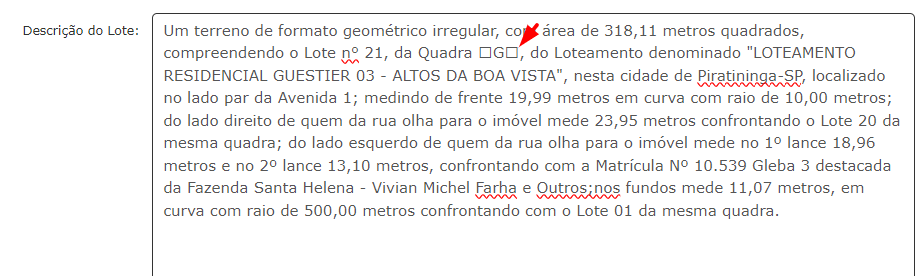 Descrição do Lote:
Um terreno de formato geométrico irregular, com área de 318,11 metros quadrados,
compreendendo o Lote nº 21, da Quadra □G□, do Loteamento denominado "LOTEAMENTO
RESIDENCIAL GUESTIER 03 - ALTOS DA BOA VISTA", nesta cidade de Piratininga-SP, localizado
no lado par da Avenida 1; medindo de frente 19,99 metros em curva com raio de 10,00 metros;
do lado direito de quem da rua olha para o imóvel mede 23,95 metros confrontando o Lote 20 da
mesma quadra; do lado esquerdo de quem da rua olha para o imóvel mede no 1º lance 18,96
metros e no 2º lance 13,10 metros, confrontando com a Matrícula Nº 10.539 Gleba 3 destacada
da Fazenda Santa Helena - Vivian Michel Farha e Outros;nos fundos mede 11,07 metros, em
curva com raio de 500,00 metros confrontando com o Lote 01 da mesma quadra.